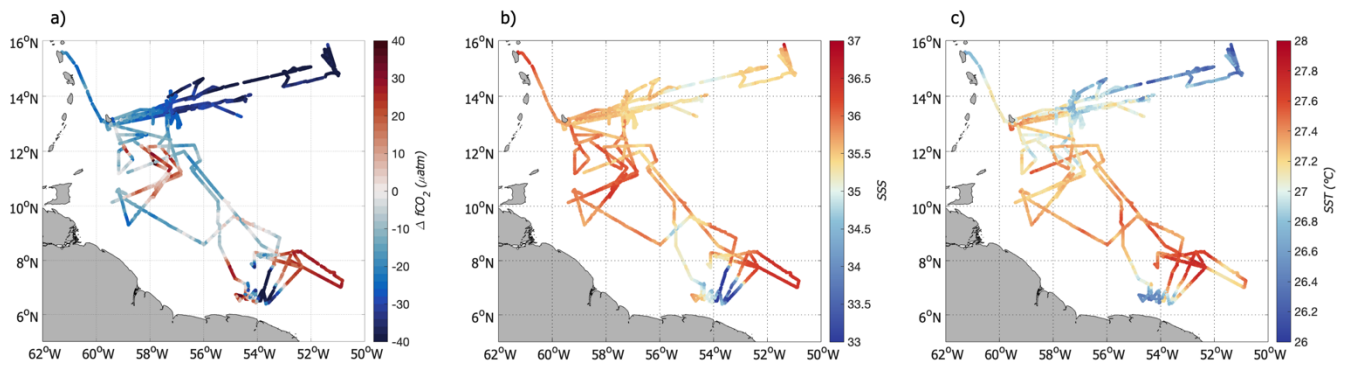 a)
16°N
14°N
12°N
10°N
8°N
6°N
62°W 60°W 58°W 56°W 54°W 52°W 50°W
40
30
20
10
0
-10
-20
-30
-40
Δ fCO₂ (μatm)
b)
16°N
14°N
12°N
10°N
8°N
6°N
62°W 60°W 58°W 56°W 54°W 52°W 50°W
37
36.5
36
35.5
35
34.5
34
33.5
33
SSS
c)
16°N
14°N
12°N
10°N
8°N
6°N
62°W 60°W 58°W 56°W 54°W 52°W 50°W
28
27.8
27.6
27.4
27.2
27
26.8
26.6
26.4
26.2
26
SST (°C)